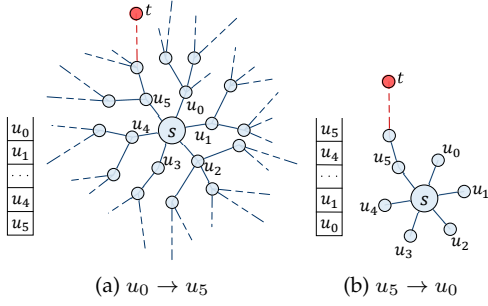 t
u₅
u₀
u₄
s
u₁
u₃
u₂
u₀
u₁
...
u₄
u₅
(a) u₀ → u₅
t
u₅
u₀
u₄
s
u₁
u₃
u₂
u₅
u₄
...
u₁
u₀
(b) u₅ → u₀